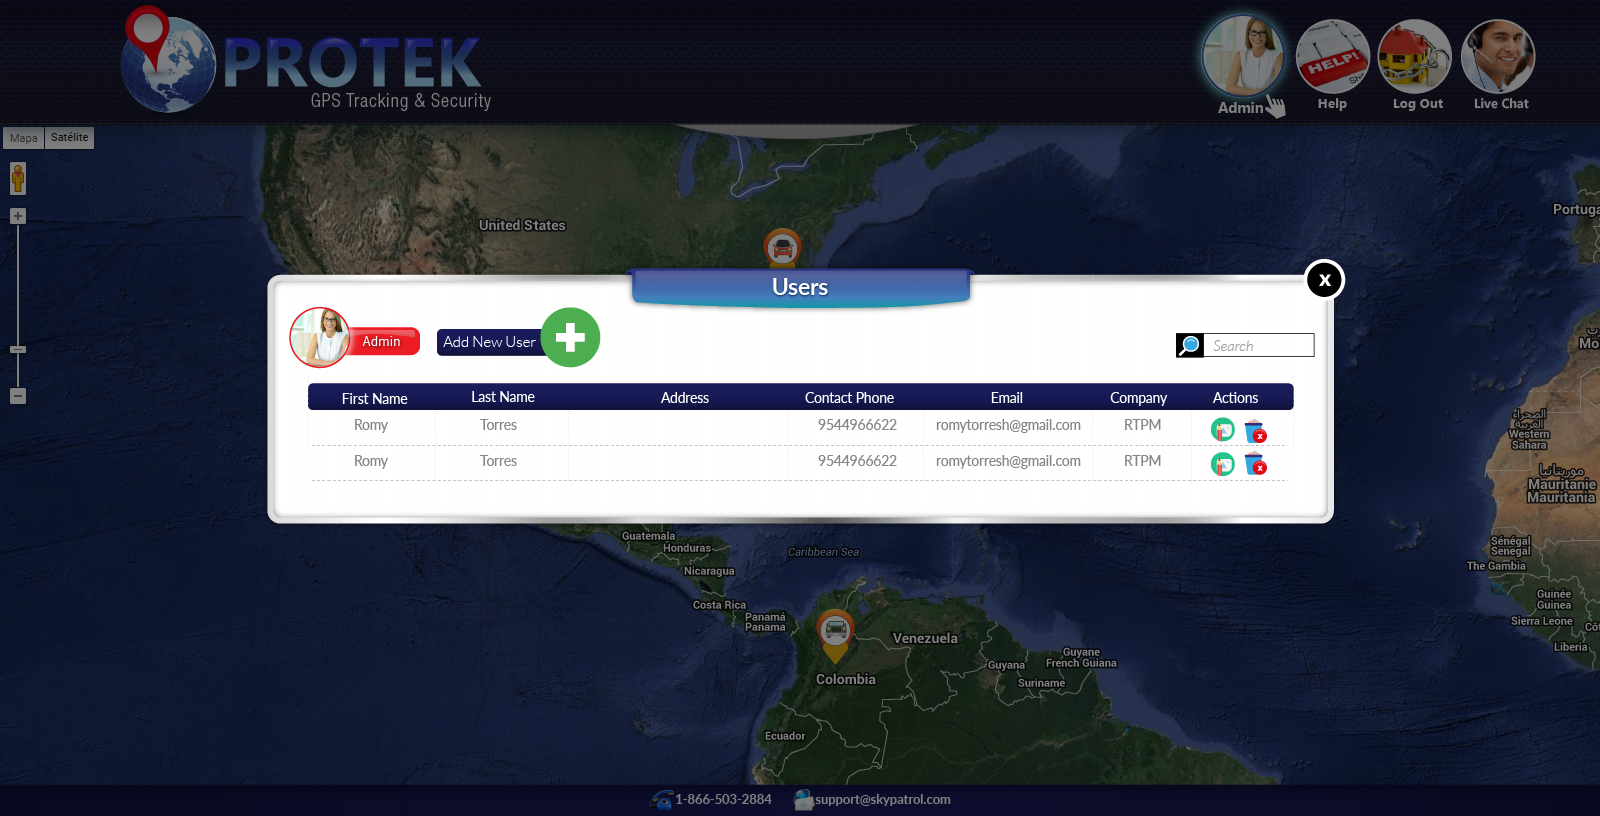 PROTEK
GPS Tracking & Security
HELP!
Admin
Help
Log Out
Live Chat
Mapa
Satélite
United States
Portuga
Users
X
Admin
Add New User
Search
First Name
Last Name
Address
Contact Phone
Email
Company
Actions
Romy
Torres
9544966622
romytorresh@gmail.com
RTPM
Romy
Torres
9544966622
romytorresh@gmail.com
RTPM
الصحراء
الغربية
Western
Sahara
موريتانيا
Mauritanie
Mauritania
Guatemala
Honduras
Caribbean Sea
Nicaragua
Sénégal
Senegal
The Gambia
Costa Rica
Panamá
Panama
Guinée
Guinea
Sierra Leone
Liberia
Venezuela
Guyana
Guyane
French Guiana
Suriname
Colombia
Ecuador
1-866-503-2884
support@skypatrol.com